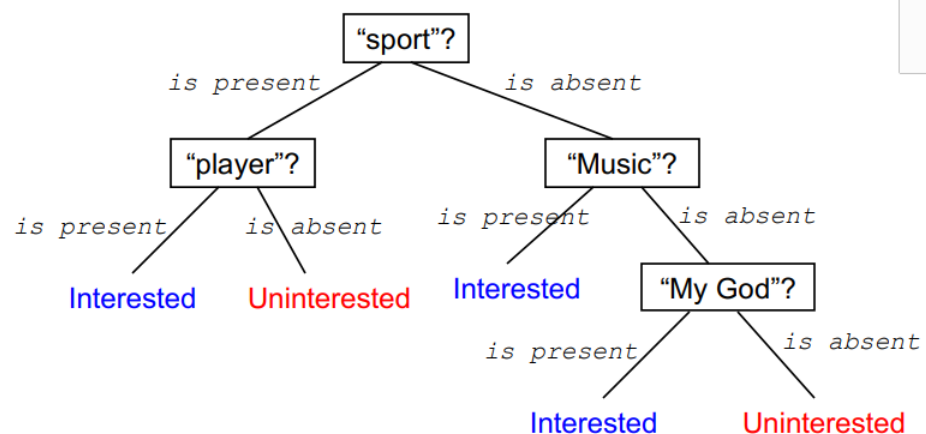 “sport”?
is present
is absent
“player”?
“Music”?
is present
is absent
is present
is absent
Interested
Uninterested
Interested
“My God”?
is present
is absent
Interested
Uninterested